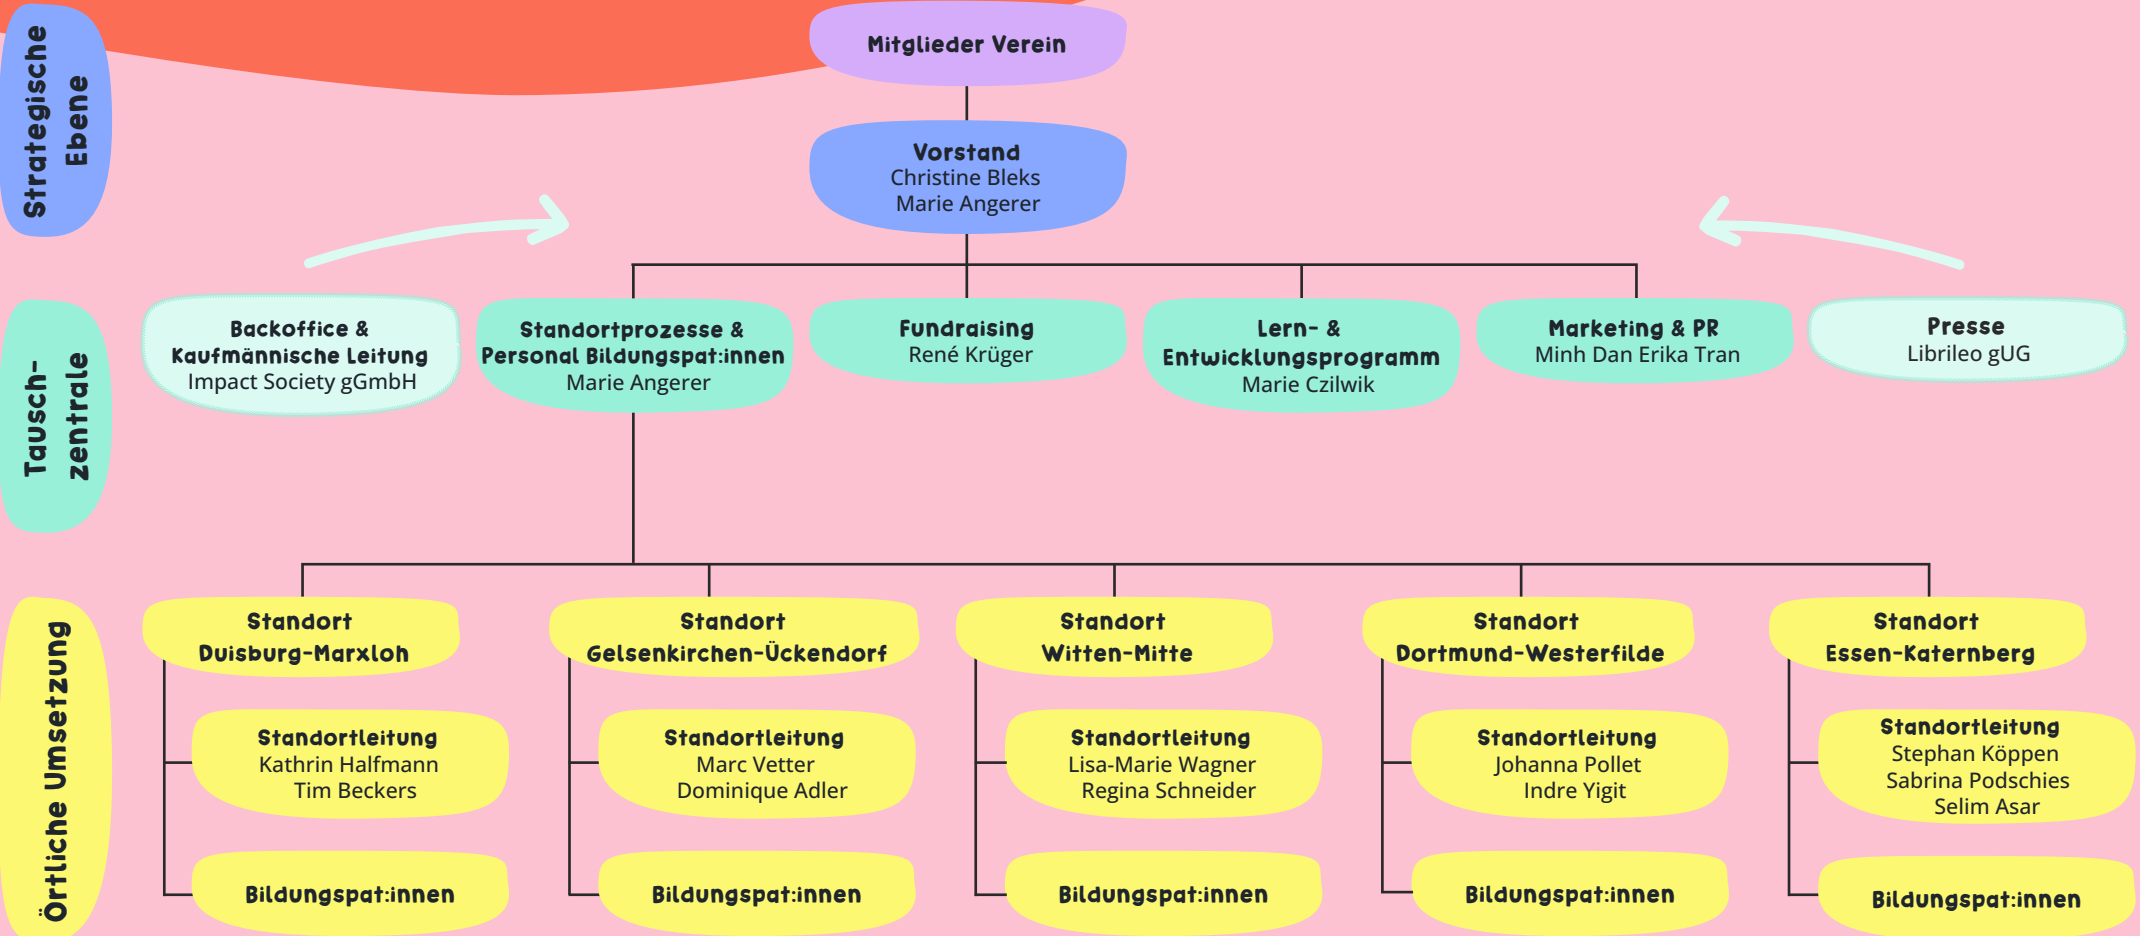 Strategische
Ebene
Mitglieder Verein
Vorstand
Christine Bleks
Marie Angerer
Tausch-
zentrale
Backoffice &
Kaufmännische Leitung
Impact Society gGmbH
Standortprozesse &
Personal Bildungspat:innen
Marie Angerer
Fundraising
René Krüger
Lern- &
Entwicklungsprogramm
Marie Czilwik
Marketing & PR
Minh Dan Erika Tran
Presse
Librileo gUG
Örtliche Umsetzung
Standort
Duisburg-Marxloh
Standortleitung
Kathrin Halfmann
Tim Beckers
Bildungspat:innen
Standort
Gelsenkirchen-Ückendorf
Standortleitung
Marc Vetter
Dominique Adler
Bildungspat:innen
Standort
Witten-Mitte
Standortleitung
Lisa-Marie Wagner
Regina Schneider
Bildungspat:innen
Standort
Dortmund-Westerfilde
Standortleitung
Johanna Pollet
Indre Yigit
Bildungspat:innen
Standort
Essen-Katernberg
Standortleitung
Stephan Köppen
Sabrina Podschies
Selim Asar
Bildungspat:innen